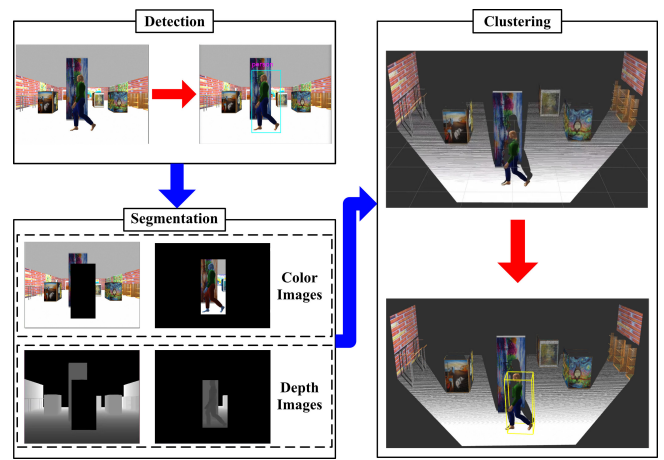 Detection
Segmentation
Color
Images
Depth
Images
Clustering